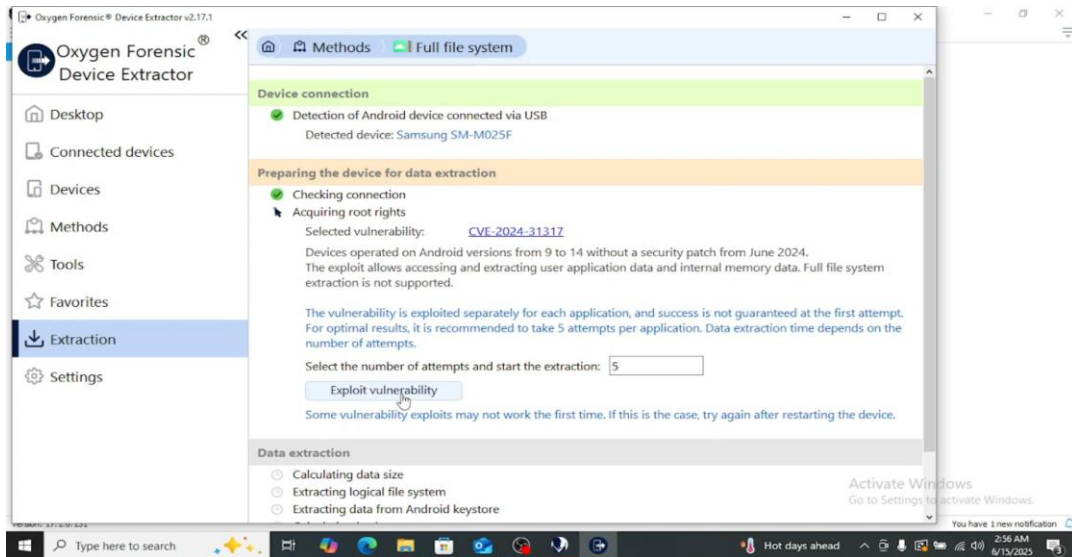 Oxygen Forensic® Device Extractor v2.17.1
Oxygen Forensic®
Device Extractor
Desktop
Connected devices
Devices
Methods
Tools
Favorites
Extraction
Settings
Methods Full file system
Device connection
Detection of Android device connected via USB
Detected device: Samsung SM-M025F
Preparing the device for data extraction
Checking connection
Acquiring root rights
Selected vulnerability: CVE-2024-31317
Devices operated on Android versions from 9 to 14 without a security patch from June 2024.
The exploit allows accessing and extracting user application data and internal memory data. Full file system
extraction is not supported.
The vulnerability is exploited separately for each application, and success is not guaranteed at the first attempt.
For optimal results, it is recommended to take 5 attempts per application. Data extraction time depends on the
number of attempts.
Select the number of attempts and start the extraction: 5
Exploit vulnerability
Some vulnerability exploits may not work the first time. If this is the case, try again after restarting the device.
Data extraction
Calculating data size
Extracting logical file system
Extracting data from Android keystore
Activate Windows
Go to Settings to activate Windows.
You have 1 new notification
Type here to search
Hot days ahead
2:56 AM
6/15/2025